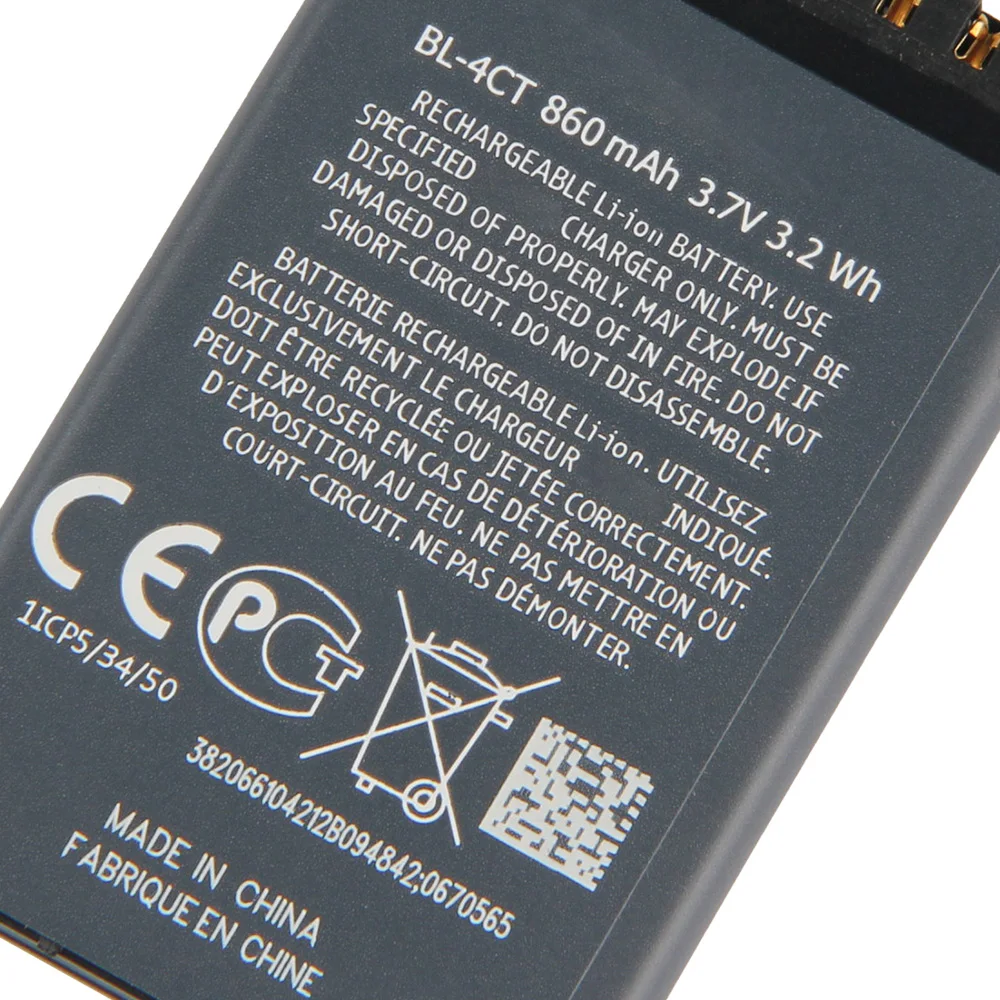 BL-4CT 860 mAh 3.7V 3.2 Wh
RECHARGEABLE Li-ion BATTERY. USE
SPECIFIED CHARGER ONLY. MUST BE
DISPOSED OF PROPERLY. MAY EXPLODE IF
DAMAGED OR DISPOSED OF IN FIRE. DO NOT
SHORT-CIRCUIT. DO NOT DISASSEMBLE.
BATTERIE RECHARGEABLE Li-ion. UTILISEZ
EXCLUSIVEMENT LE CHARGEUR INDIQUÉ.
DOIT ÊTRE RECYCLÉE OU JETÉE CORRECTEMENT.
PEUT EXPLOSER EN CAS DE DÉTÉRIORATION OU
D'EXPOSITION AU FEU. NE PAS METTRE EN
COURT-CIRCUIT. NE PAS DÉMONTER.
CE PCT
1ICP5/34/50
382066104212B094842;0670565
MADE IN CHINA
FABRIQUE EN CHINE